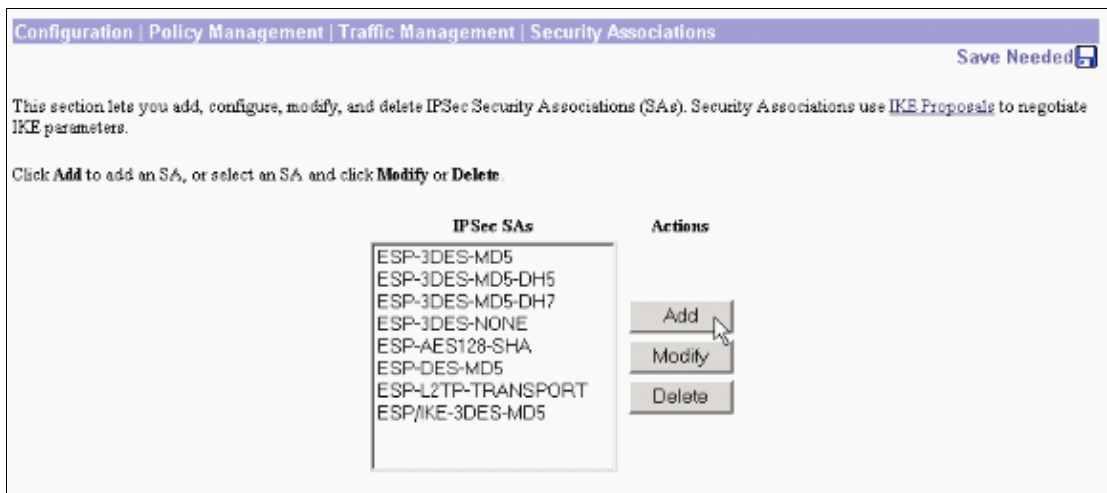 Configuration | Policy Management | Traffic Management | Security Associations
Save Needed
This section lets you add, configure, modify, and delete IPSec Security Associations (SAs). Security Associations use IKE Proposals to negotiate
IKE parameters.
Click Add to add an SA, or select an SA and click Modify or Delete.
IPSec SAs
Actions
ESP-3DES-MD5
ESP-3DES-MD5-DH5
ESP-3DES-MD5-DH7
ESP-3DES-NONE
ESP-AES128-SHA
ESP-DES-MD5
ESP-L2TP-TRANSPORT
ESP/IKE-3DES-MD5
Add
Modify
Delete